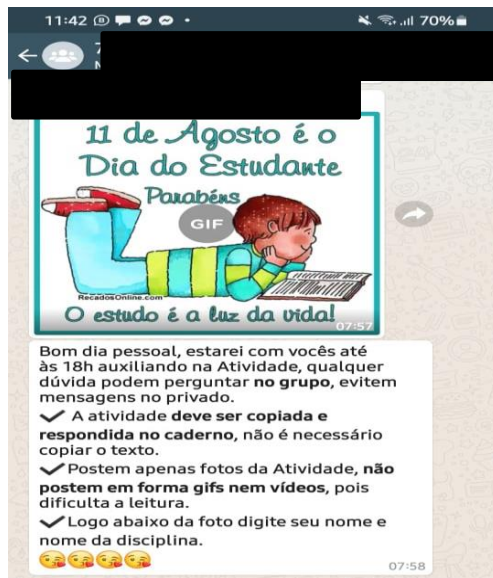 11:42
70%
11 de Agosto é o
Dia do Estudante
Parabéns
GIF
RecadosOnline.com
O estudo é a luz da vida!
07:57
Bom dia pessoal, estarei com vocês até
às 18h auxiliando na Atividade, qualquer
dúvida podem perguntar no grupo, evitem
mensagens no privado.
✔ A atividade deve ser copiada e
respondida no caderno, não é necessário
copiar o texto.
✔Postem apenas fotos da Atividade, não
postem em forma gifs nem vídeos, pois
dificulta a leitura.
✔Logo abaixo da foto digite seu nome e
nome da disciplina.
😘😘😘😘
07:58